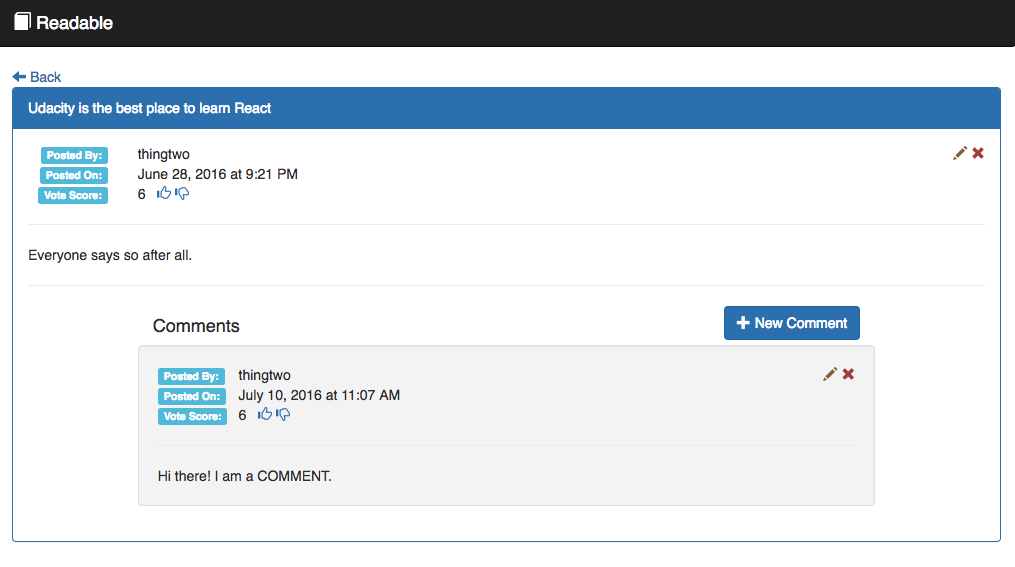 Readable
Back
Udacity is the best place to learn React
Posted By: thingtwo
Posted On: June 28, 2016 at 9:21 PM
Vote Score: 6
Everyone says so after all.
Comments
New Comment
Posted By: thingtwo
Posted On: July 10, 2016 at 11:07 AM
Vote Score: 6
Hi there! I am a COMMENT.